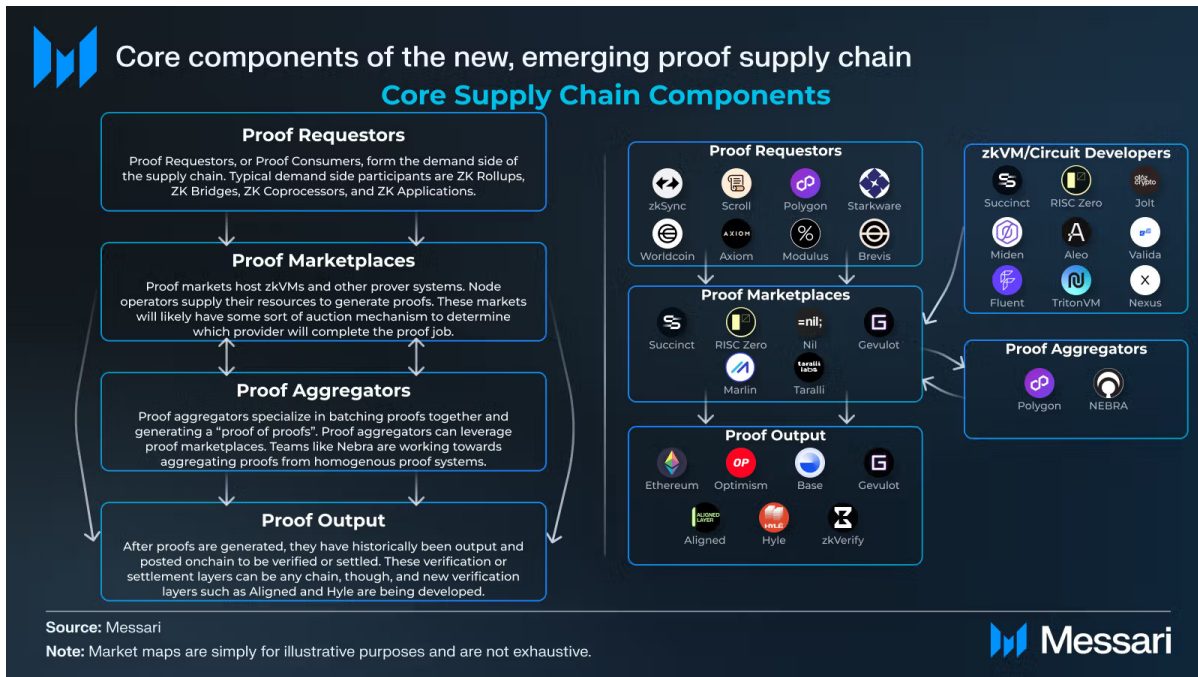 Core components of the new, emerging proof supply chain
Core Supply Chain Components
Proof Requestors
Proof Requestors, or Proof Consumers, form the demand side of
the supply chain. Typical demand side participants are ZK Rollups,
ZK Bridges, ZK Coprocessors, and ZK Applications.
Proof Marketplaces
Proof markets host zkVMs and other prover systems. Node
operators supply their resources to generate proofs. These markets
will likely have some sort of auction mechanism to determine
which provider will complete the proof job.
Proof Aggregators
Proof aggregators specialize in batching proofs together and
generating a “proof of proofs”. Proof aggregators can leverage
proof marketplaces. Teams like Nebra are working towards
aggregating proofs from homogenous proof systems.
Proof Output
After proofs are generated, they have historically been output and
posted onchain to be verified or settled. These verification or
settlement layers can be any chain, though, and new verification
layers such as Aligned and Hyle are being developed.
Proof Requestors
zkSync Scroll Polygon Starkware
AXIOM
Worldcoin Axiom Modulus Brevis
Proof Marketplaces
=nil;
Succinct RISC Zero Nil Gevulot
taralli
labs
Marlin Taralli
Proof Output
OP
Ethereum Optimism Base Gevulot
ALIGNED
LAYER
HYLE
Aligned Hyle zkVerify
zkVM/Circuit Developers
a16z
crypto
Succinct RISC Zero Jolt
Miden Aleo Valida
X
Fluent TritonVM Nexus
Proof Aggregators
Polygon NEBRA
Source: Messari
Note: Market maps are simply for illustrative purposes and are not exhaustive.
Messari